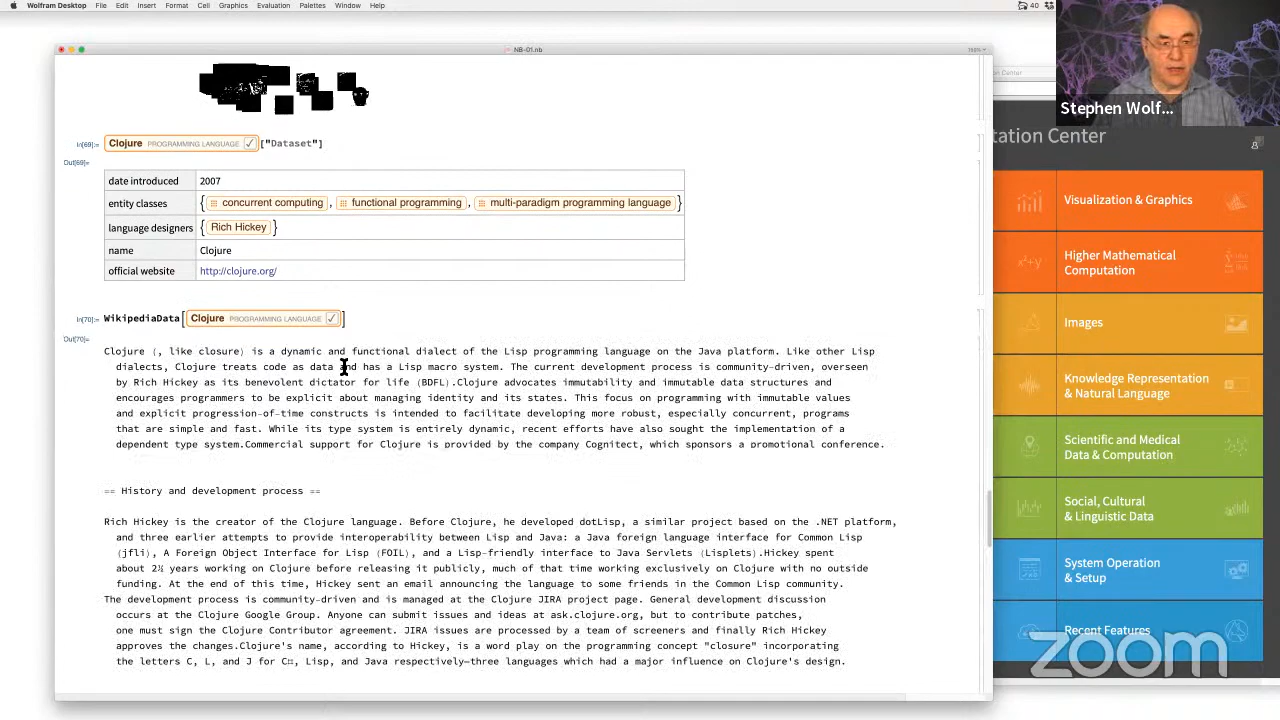 Wolfram Desktop File Edit Insert Format Cell Graphics Evaluation Palettes Window Help
40
NB-01.nb
150%
Stephen Wolf...
tation Center
In[69]:= Clojure PROGRAMMING LANGUAGE ["Dataset"]
Out[69]=
date introduced 2007
entity classes { concurrent computing , functional programming , multi-paradigm programming language }
language designers { Rich Hickey }
name Clojure
official website http://clojure.org/
In[70]:= WikipediaData[ Clojure PROGRAMMING LANGUAGE ]
Out[70]=
Clojure (, like closure) is a dynamic and functional dialect of the Lisp programming language on the Java platform. Like other Lisp
dialects, Clojure treats code as data and has a Lisp macro system. The current development process is community-driven, overseen
by Rich Hickey as its benevolent dictator for life (BDFL).Clojure advocates immutability and immutable data structures and
encourages programmers to be explicit about managing identity and its states. This focus on programming with immutable values
and explicit progression-of-time constructs is intended to facilitate developing more robust, especially concurrent, programs
that are simple and fast. While its type system is entirely dynamic, recent efforts have also sought the implementation of a
dependent type system.Commercial support for Clojure is provided by the company Cognitect, which sponsors a promotional conference.
== History and development process ==
Rich Hickey is the creator of the Clojure language. Before Clojure, he developed dotLisp, a similar project based on the .NET platform,
and three earlier attempts to provide interoperability between Lisp and Java: a Java foreign language interface for Common Lisp
(jfli), A Foreign Object Interface for Lisp (FOIL), and a Lisp-friendly interface to Java Servlets (Lisplets).Hickey spent
about 2½ years working on Clojure before releasing it publicly, much of that time working exclusively on Clojure with no outside
funding. At the end of this time, Hickey sent an email announcing the language to some friends in the Common Lisp community.
The development process is community-driven and is managed at the Clojure JIRA project page. General development discussion
occurs at the Clojure Google Group. Anyone can submit issues and ideas at ask.clojure.org, but to contribute patches,
one must sign the Clojure Contributor agreement. JIRA issues are processed by a team of screeners and finally Rich Hickey
approves the changes.Clojure's name, according to Hickey, is a word play on the programming concept "closure" incorporating
the letters C, L, and J for C♯, Lisp, and Java respectively—three languages which had a major influence on Clojure's design.
Visualization & Graphics
Higher Mathematical
Computation
Images
Knowledge Representation
& Natural Language
Scientific and Medical
Data & Computation
Social, Cultural
& Linguistic Data
System Operation
& Setup
Recent Features
zoom